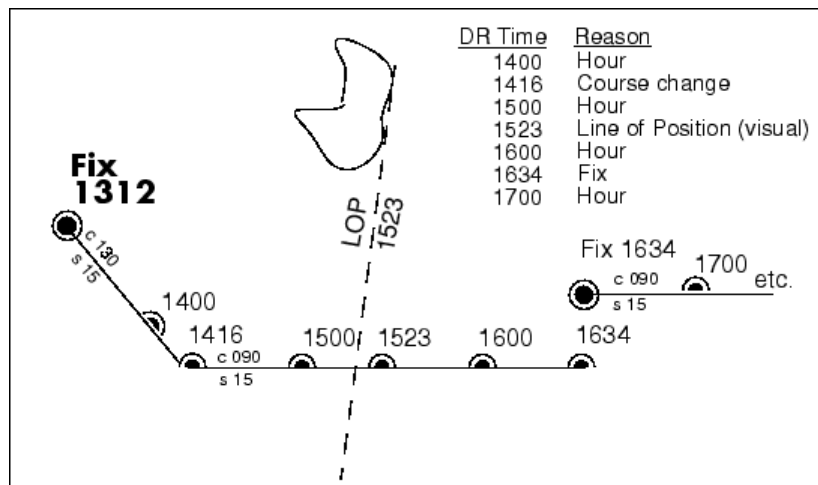 DR Time Reason
1400 Hour
1416 Course change
1500 Hour
1523 Line of Position (visual)
1600 Hour
1634 Fix
1700 Hour
Fix
1312
c 130
s 15
1400
1416
c 090
s 15
1500
LOP
1523
1523
1600
1634
Fix 1634
c 090
s 15
1700
etc.